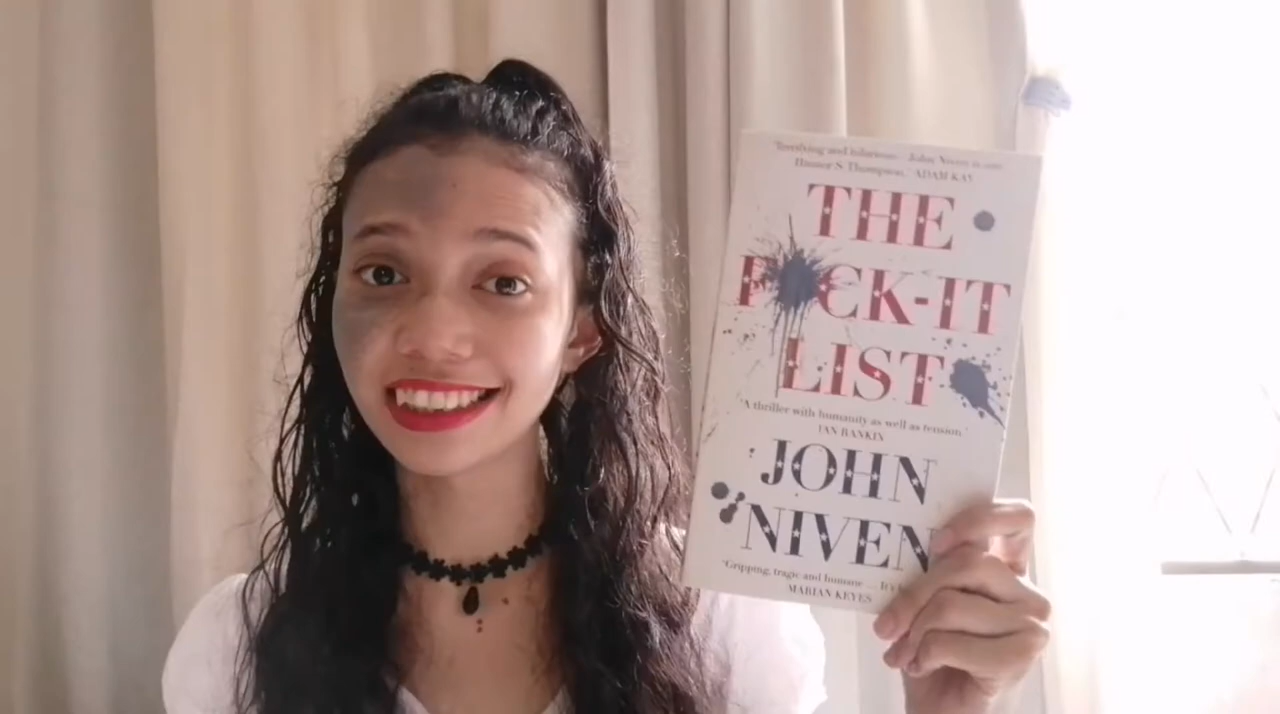 'Terrifying and hilarious... John Niven is our
Hunter S Thompson.' ADAM KAY
THE
F CK-IT
LIST
'A thriller with humanity as well as tension.'
IAN RANKIN
JOHN
NIVEN
'Gripping, tragic and humane ...
MARIAN KEYES